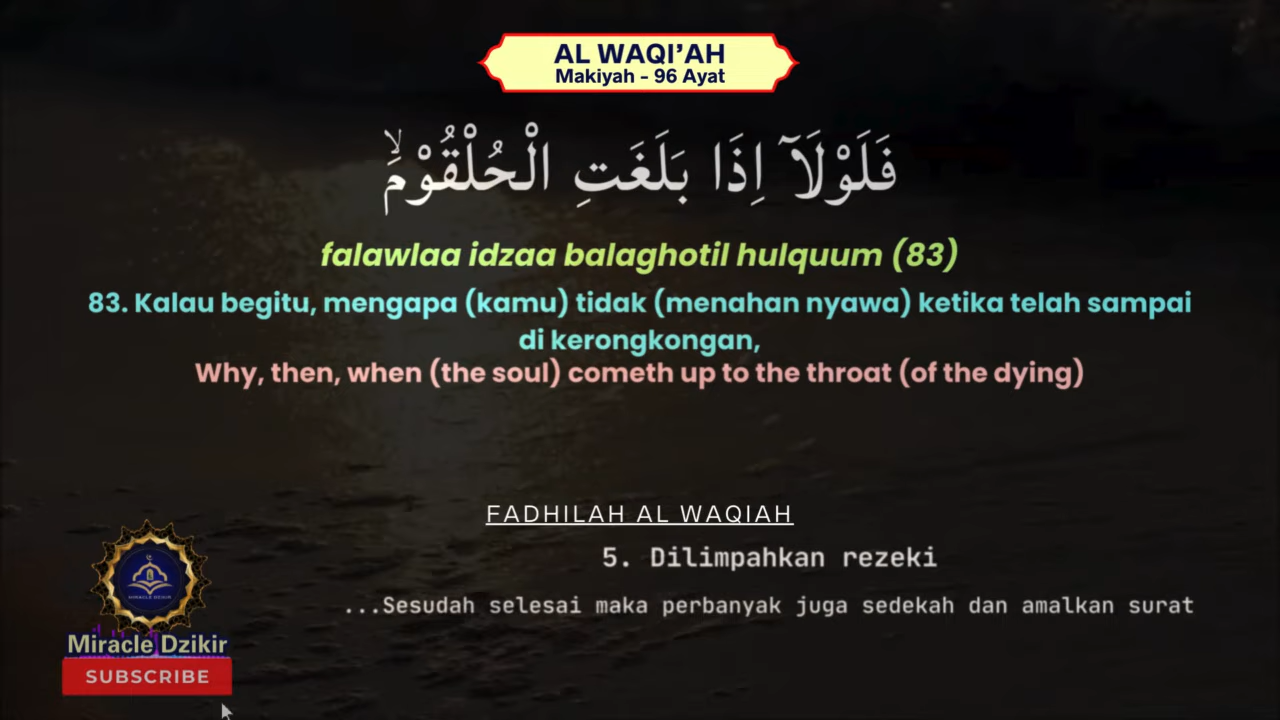 AL WAQI’AH
Makiyah - 96 Ayat
فَلَوْلَآ اِذَا بَلَغَتِ الْحُلْقُوْمَۙ
falawlaa idzaa balaghotil hulquum (83)
83. Kalau begitu, mengapa (kamu) tidak (menahan nyawa) ketika telah sampai
di kerongkongan,
Why, then, when (the soul) cometh up to the throat (of the dying)
FADHILAH AL WAQIAH
5. Dilimpahkan rezeki
...Sesudah selesai maka perbanyak juga sedekah dan amalkan surat
MIRACLE DZIKIR
Miracle Dzikir
SUBSCRIBE